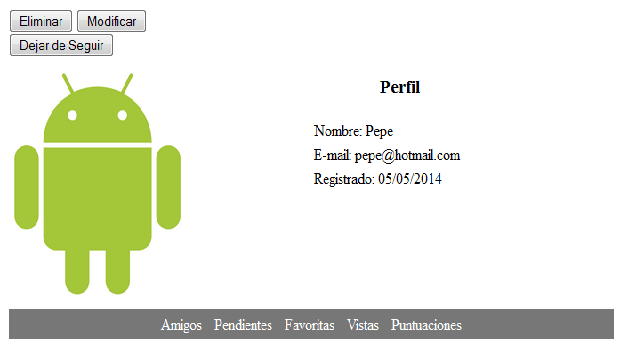 Eliminar Modificar
Dejar de Seguir
Perfil
Nombre: Pepe
E-mail: pepe@hotmail.com
Registrado: 05/05/2014
Amigos Pendientes Favoritas Vistas Puntuaciones